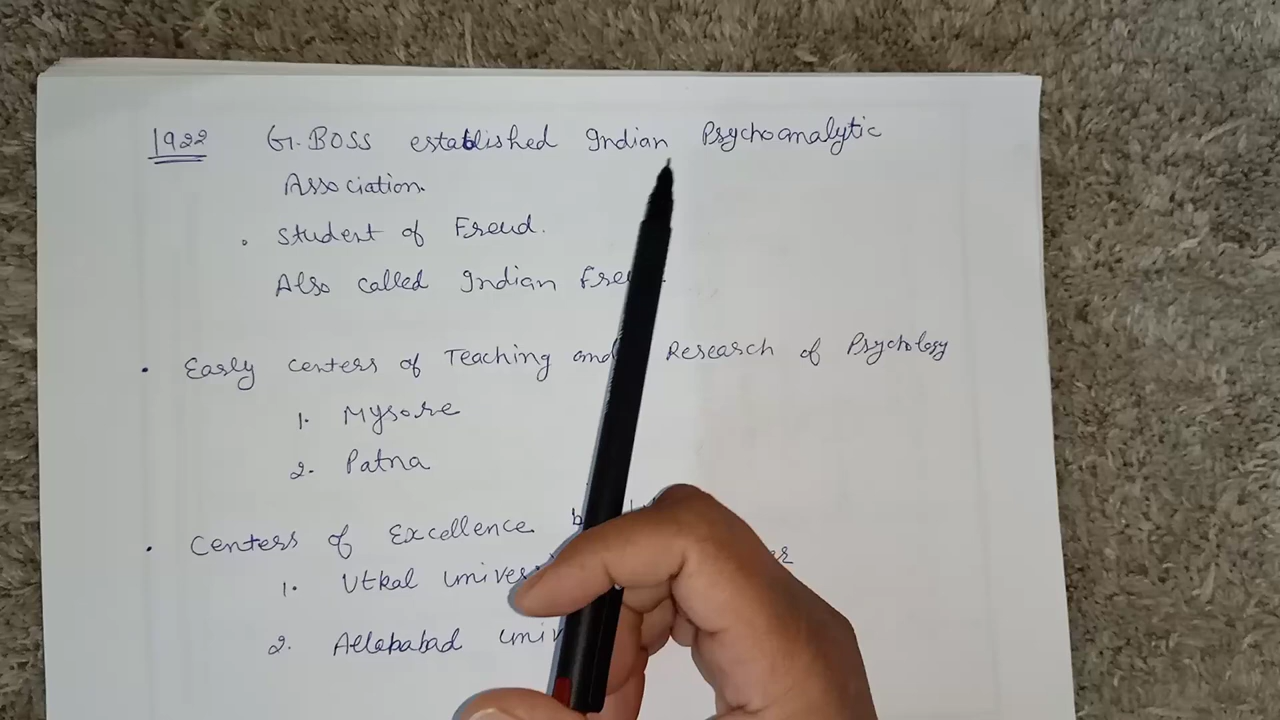 1922 G. BOSS established Indian Psychoanalytic
Association.
. Student of Freud.
Also called Indian
. Early centers of Teaching and Research of Psychology
1. Mysore
2. Patna
. Centers of Excellence
1. Utkal
2. Allahabad